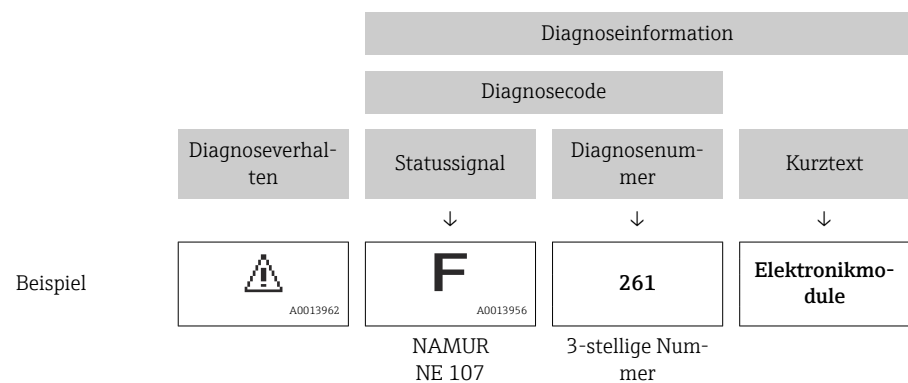 Diagnoseinformation
Diagnosecode
Diagnoseverhal-
ten
Statussignal
Diagnosenum-
mer
Kurztext
↓ ↓ ↓
Beispiel
A0013962
F
A0013956
261
Elektronikmo-
dule
NAMUR
NE 107
3-stellige Num-
mer